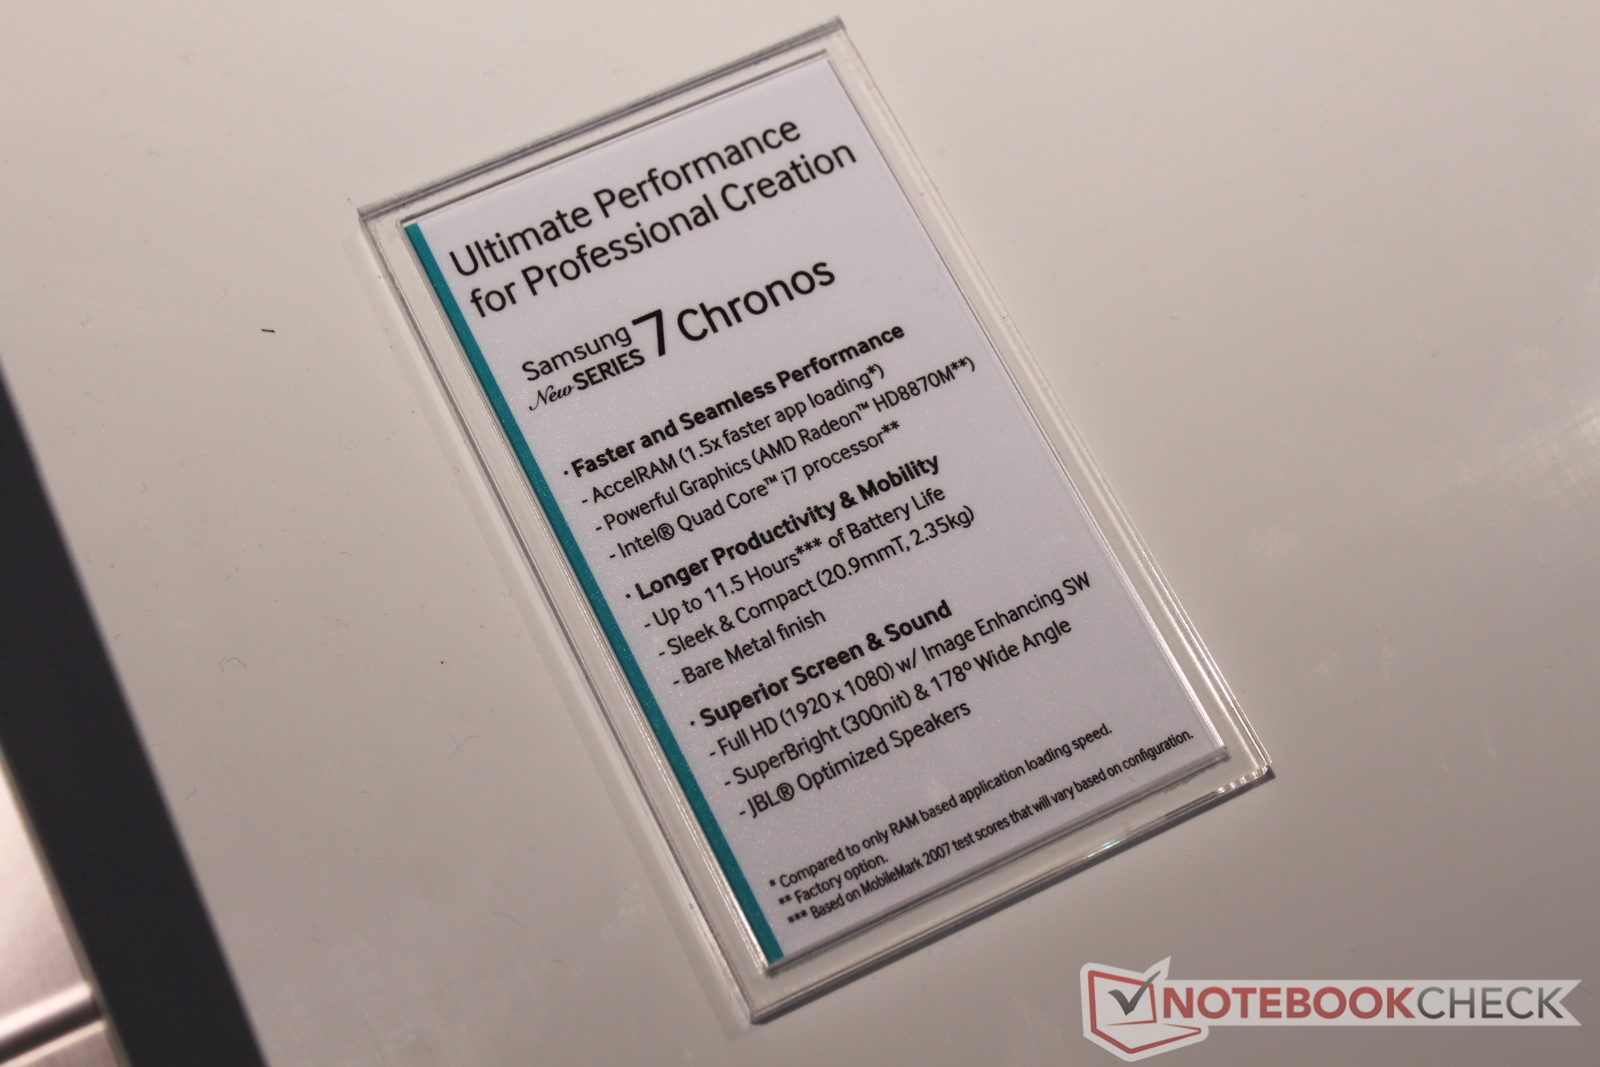 Ultimate Performance
for Professional Creation
Samsung
New SERIES 7 Chronos
· Faster and Seamless Performance
- AccelRAM (1.5x faster app loading*)
- Powerful Graphics (AMD Radeon™ HD8870M**)
- Intel® Quad Core™ i7 processor**
· Longer Productivity & Mobility
- Up to 11.5 Hours*** of Battery Life
- Sleek & Compact (20.9mmT, 2.35kg)
- Bare Metal finish
· Superior Screen & Sound
- Full HD (1920 x 1080) w/ Image Enhancing SW
- SuperBright (300nit) & 178° Wide Angle
- JBL® Optimized Speakers
* Compared to only RAM based application loading speed.
** Factory option.
*** Based on MobileMark 2007 test scores that will vary based on configuration.
NOTEBOOKCHECK